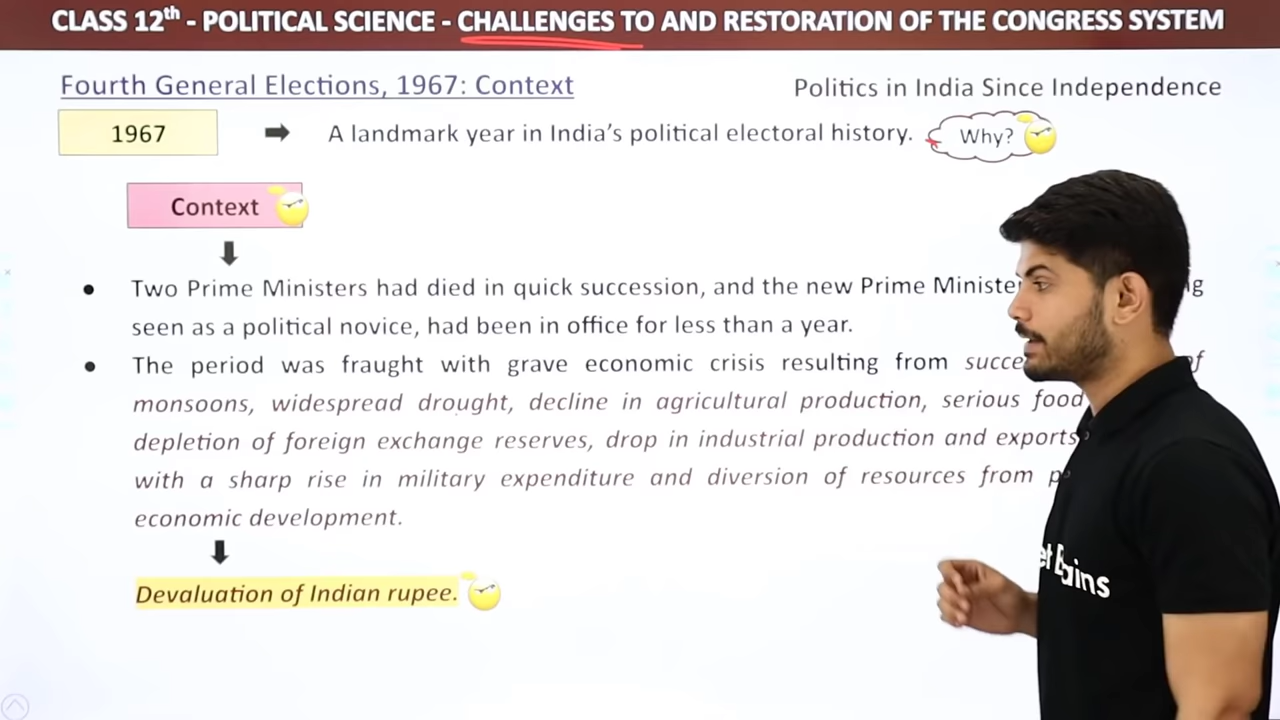 CLASS 12th - POLITICAL SCIENCE - CHALLENGES TO AND RESTORATION OF THE CONGRESS SYSTEM
Fourth General Elections, 1967: Context
Politics in India Since Independence
1967
A landmark year in India's political electoral history.
Why?
Context
Two Prime Ministers had died in quick succession, and the new Prime
seen as a political novice, had been in office for less than a year.
The period was fraught with grave economic crisis resulting from of
monsoons, widespread drought, decline in agricultural production, serious food
depletion of foreign exchange reserves, drop in industrial production and exports
with a sharp rise in military expenditure and diversion of resources from
economic development.
Devaluation of Indian rupee.